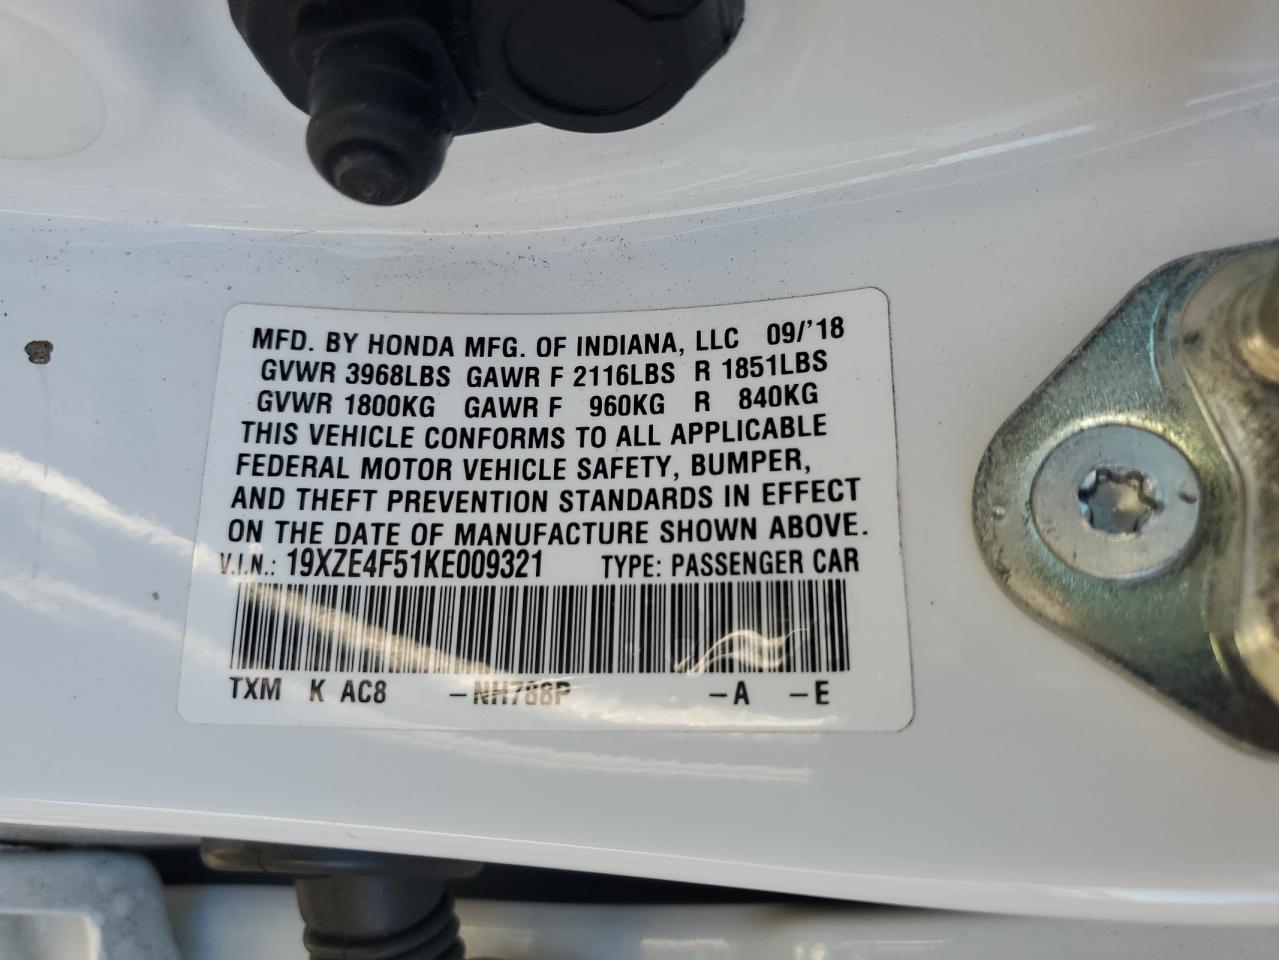 MFD. BY HONDA MFG. OF INDIANA, LLC 09/'18
GVWR 3968LBS GAWR F 2116LBS R 1851LBS
GVWR 1800KG GAWR F 960KG R 840KG
THIS VEHICLE CONFORMS TO ALL APPLICABLE
FEDERAL MOTOR VEHICLE SAFETY, BUMPER,
AND THEFT PREVENTION STANDARDS IN EFFECT
ON THE DATE OF MANUFACTURE SHOWN ABOVE.
V.I.N.: 19XZE4F51KE009321 TYPE: PASSENGER CAR
TXM K AC8 -NH788P -A -E